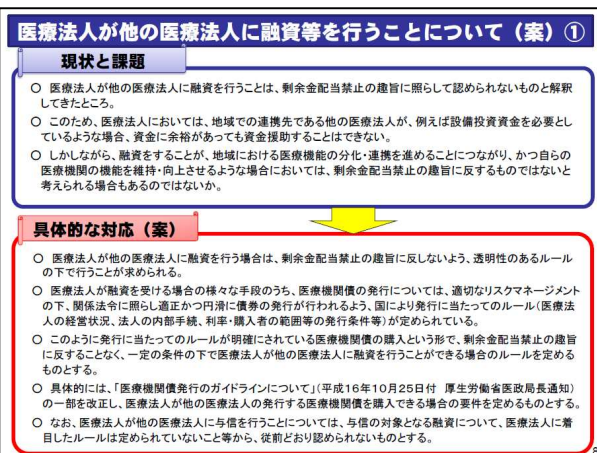 医療法人が他の医療法人に融資等を行うことについて（案）①
現状と課題
○ 医療法人が他の医療法人に融資を行うことは、剰余金配当禁止の趣旨に照らして認められないものと解釈
してきたところ。
○ このため、医療法人においては、地域での連携先である他の医療法人が、例えば設備投資資金を必要とし
ているような場合、資金に余裕があっても資金援助することはできない。
○ しかしながら、融資をすることが、地域における医療機能の分化・連携を進めることにつながり、かつ自らの
医療機関の機能を維持・向上させるような場合においては、剰余金配当禁止の趣旨に反するものではないと
考えられる場合もあるのではないか。
具体的な対応（案）
○ 医療法人が他の医療法人に融資を行う場合は、剰余金配当禁止の趣旨に反しないよう、透明性のあるルール
の下で行うことが求められる。
○ 医療法人が融資を受ける場合の様々な手段のうち、医療機関債の発行については、適切なリスクマネージメント
の下、関係法令に照らし適正かつ円滑に債券の発行が行われるよう、国により発行に当たってのルール（医療法
人の経営状況、法人の内部手続、利率・購入者の範囲等の発行条件等）が定められている。
○ このように発行に当たってのルールが明確にされている医療機関債の購入という形で、剰余金配当禁止の趣旨
に反することなく、一定の条件の下で医療法人が他の医療法人に融資を行うことができる場合のルールを定める
ものとする。
○ 具体的には、「医療機関債発行のガイドラインについて」（平成16年10月25日付 厚生労働省医政局長通知）
の一部を改正し、医療法人が他の医療法人の発行する医療機関債を購入できる場合の要件を定めるものとする。
○ なお、医療法人が他の医療法人に与信を行うことについては、与信の対象となる融資について、医療法人に着
目したルールは定められていないこと等から、従前どおり認められないものとする。
8